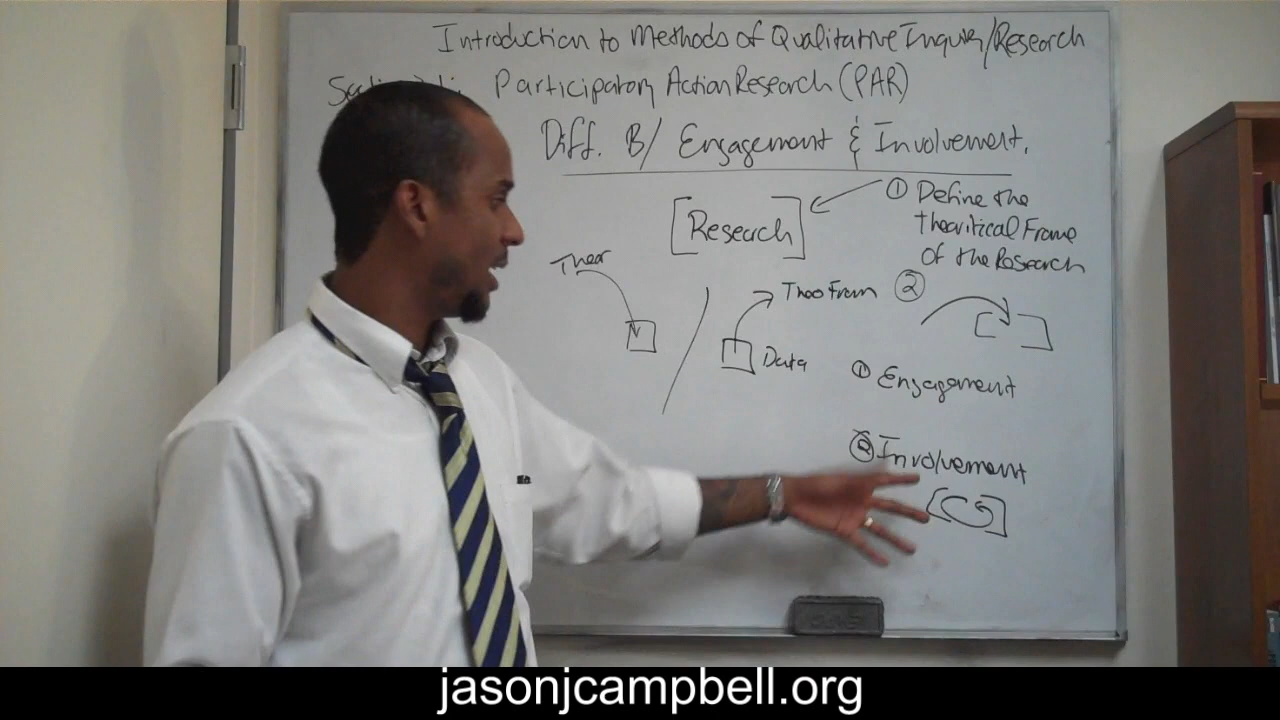 Introduction to Methods of Qualitative Inquiry/Research
Participatory Action Research (PAR)
Diff. B/ Engagement & Involvement.
[Research]
① Define the
theoritical Frame
of the Research
Theor
Theo Fram
②
Data
① Engagement
② Involvement
jasonjcampbell.org